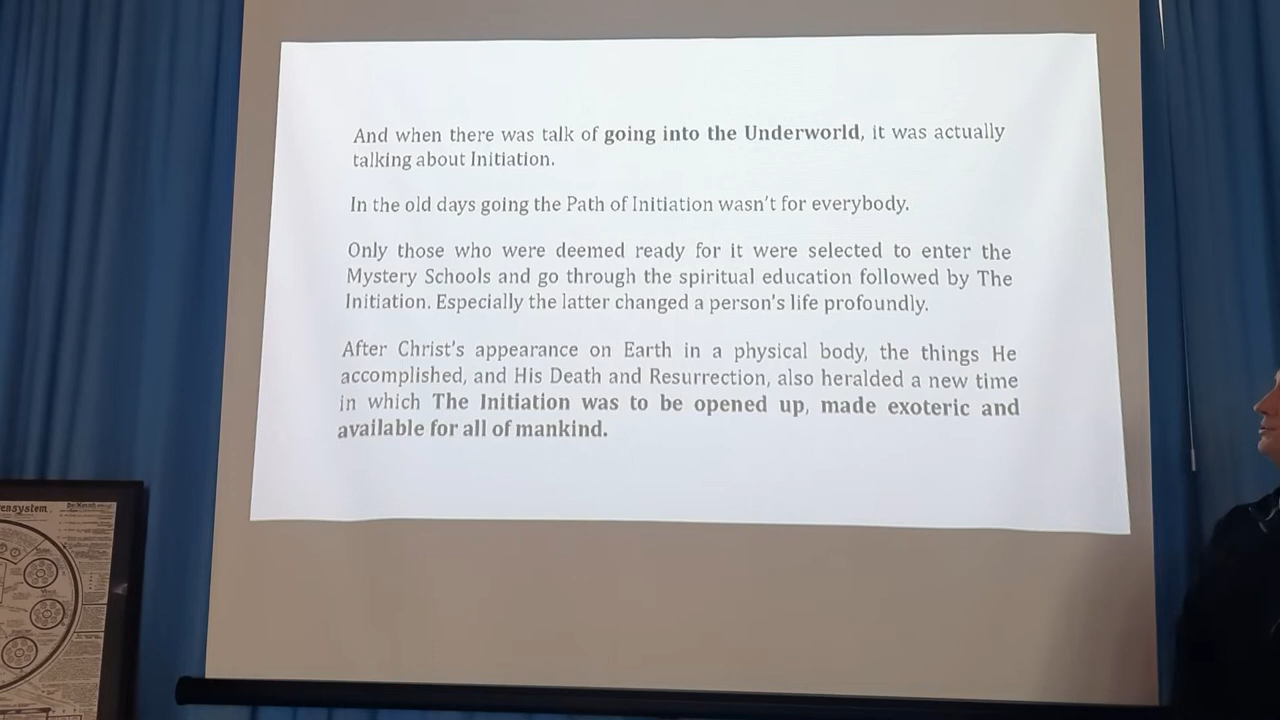 And when there was talk of going into the Underworld, it was actually
talking about Initiation.
In the old days going the Path of Initiation wasn't for everybody.
Only those who were deemed ready for it were selected to enter the
Mystery Schools and go through the spiritual education followed by The
Initiation. Especially the latter changed a person's life profoundly.
After Christ's appearance on Earth in a physical body, the things He
accomplished, and His Death and Resurrection, also heralded a new time
in which The Initiation was to be opened up, made exoteric and
available for all of mankind.
ensystem